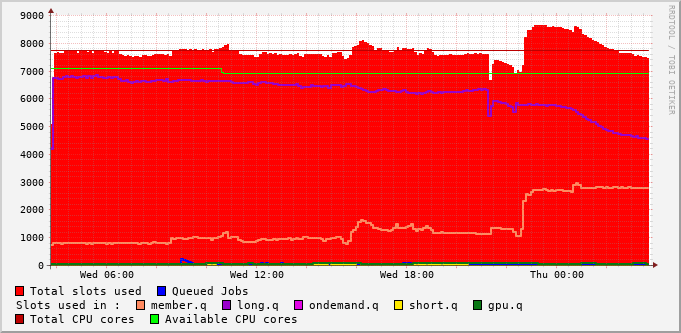 9000
8000
7000
6000
5000
4000
3000
2000
1000
0
Wed 06:00 Wed 12:00 Wed 18:00 Thu 00:00
RRDTOOL / TOBI OETIKER
Total slots used Queued Jobs
Slots used in : member.q long.q ondemand.q short.q gpu.q
Total CPU cores Available CPU cores